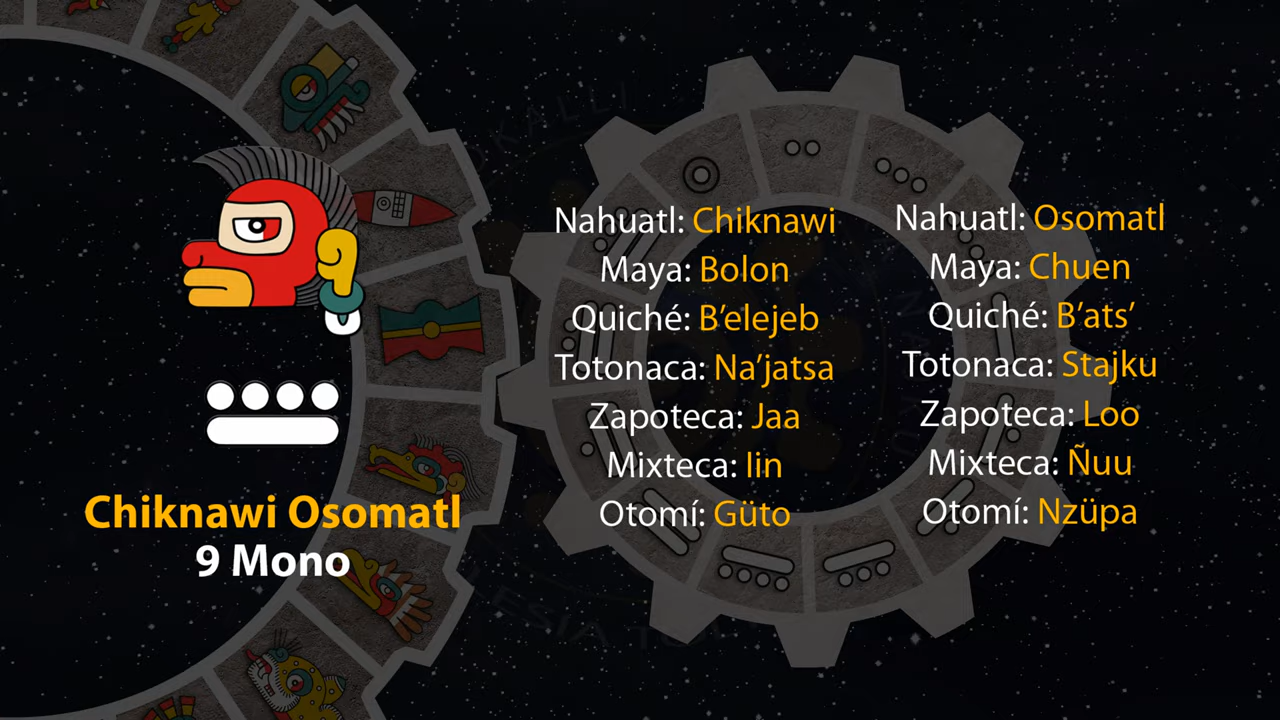 Nahuatl: Chiknawi
Maya: Bolon
Quiché: B’elejeb
Totonaca: Na’jatsa
Zapoteca: Jaa
Mixteca: Iin
Otomí: Güto
Nahuatl: Osomatl
Maya: Chuen
Quiché: B’ats’
Totonaca: Stajku
Zapoteca: Loo
Mixteca: Ñuu
Otomí: Nzüpa
Chiknawi Osomatl
9 Mono